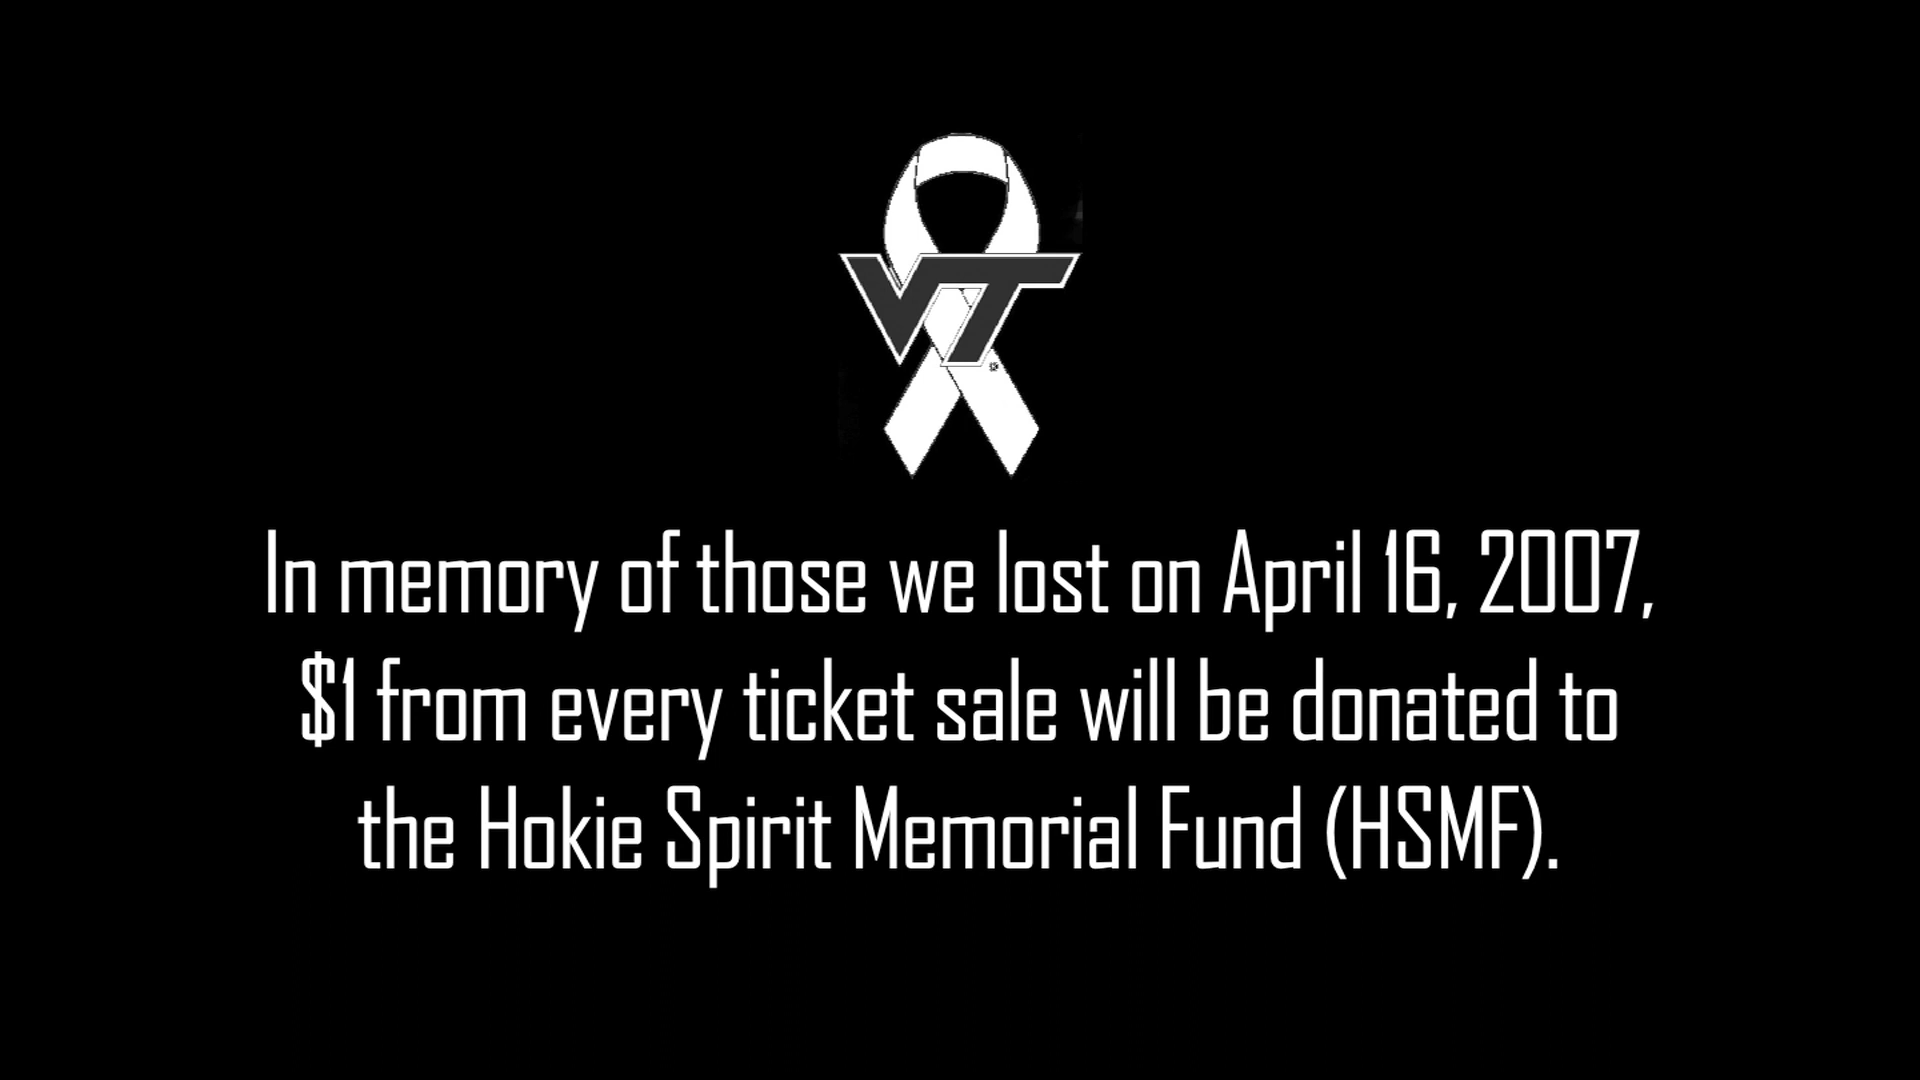 VT
In memory of those we lost on April 16, 2007,
$1 from every ticket sale will be donated to
the Hokie Spirit Memorial Fund (HSMF).